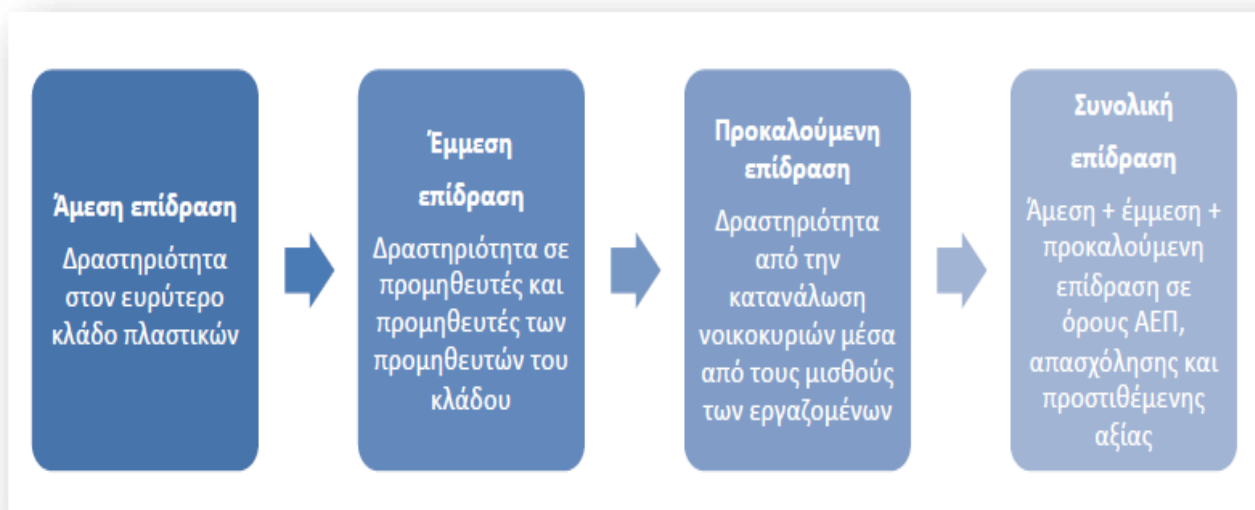 Άμεση επίδραση
Δραστηριότητα
στον ευρύτερο
κλάδο πλαστικών
Έμμεση
επίδραση
Δραστηριότητα σε
προμηθευτές και
προμηθευτές των
προμηθευτών του
κλάδου
Προκαλούμενη
επίδραση
Δραστηριότητα
από την
κατανάλωση
νοικοκυριών μέσα
από τους μισθούς
των εργαζομένων
Συνολική
επίδραση
Άμεση + έμμεση +
προκαλούμενη
επίδραση σε
όρους ΑΕΠ,
απασχόλησης και
προστιθέμενης
αξίας